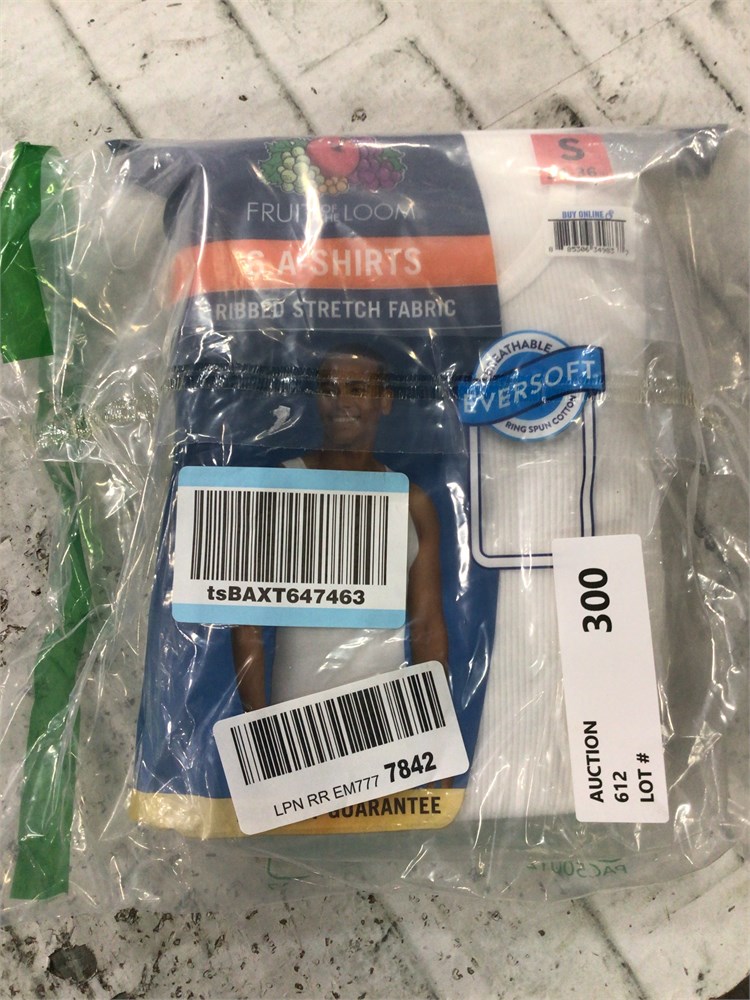 S
36
BUY ONLINE
FRUIT OF THE LOOM
A-SHIRTS
RIBBED STRETCH FABRIC
BREATHABLE
EVERSOFT
RING SPUN COTTON
tsBAXT647463
LPN RR EM777 7842
GUARANTEE
300
AUCTION
612
LOT #